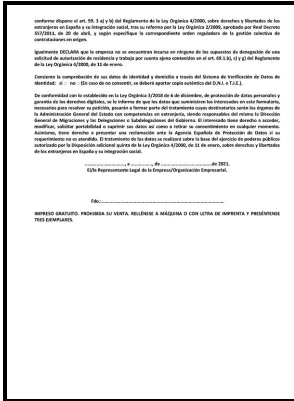 conforme dispone el art. 99. 3 a) y b) del Reglamento de la Ley Orgánica 4/2000, sobre derechos y libertades de los
extranjeros en España y su integración social, tras su reforma por la Ley Orgánica 2/2009, aprobado por Real Decreto
557/2011, de 20 de abril, y según especifique la correspondiente orden reguladora de la gestión colectiva de
contrataciones en origen.
Igualmente DECLARA que la empresa no se encuentran incursa en ninguno de los supuestos de denegación de una
solicitud de autorización de residencia y trabajo por cuenta ajena contenidos en el art. 69.1.b), c) y g) del Reglamento
de la Ley Orgánica 4/2000, de 11 de enero.
Consiente la comprobación de sus datos de identidad y domicilio a través del Sistema de Verificación de Datos de
Identidad: sí □ no □ (En caso de no consentir, se deberá aportar copia auténtica del D.N.I. o T.I.E.).
De conformidad con lo establecido en la Ley Orgánica 3/2018 de 6 de diciembre, de protección de datos personales y
garantía de los derechos digitales, se le informa de que los datos que suministren los interesados en este formulario,
necesarios para resolver su petición, pasarán a formar parte del tratamiento cuyos destinatarios serán los órganos de
la Administración General del Estado con competencias en extranjería, siendo responsables del mismo la Dirección
General de Migraciones y las Delegaciones o Subdelegaciones del Gobierno. El interesado tiene derecho a acceder,
modificar, solicitar portabilidad o suprimir sus datos así como a retirar su consentimiento en cualquier momento.
Asimismo, tiene derecho a presentar una reclamación ante la Agencia Española de Protección de Datos si su
requerimiento no es atendido. El tratamiento de los datos se realizará sobre la base del ejercicio de poderes públicos
autorizado por la Disposición adicional quinta de la Ley Orgánica 4/2000, de 11 de enero, sobre derechos y libertades
de los extranjeros en España y su integración social.
........................, a .............., de ..................................de 2021.
El/la Representante Legal de la Empresa/Organización Empresarial.
Fdo.:..........................................................
IMPRESO GRATUITO. PROHIBIDA SU VENTA. RELLÉNESE A MÁQUINA O CON LETRA DE IMPRENTA Y PRESÉNTENSE
TRES EJEMPLARES.